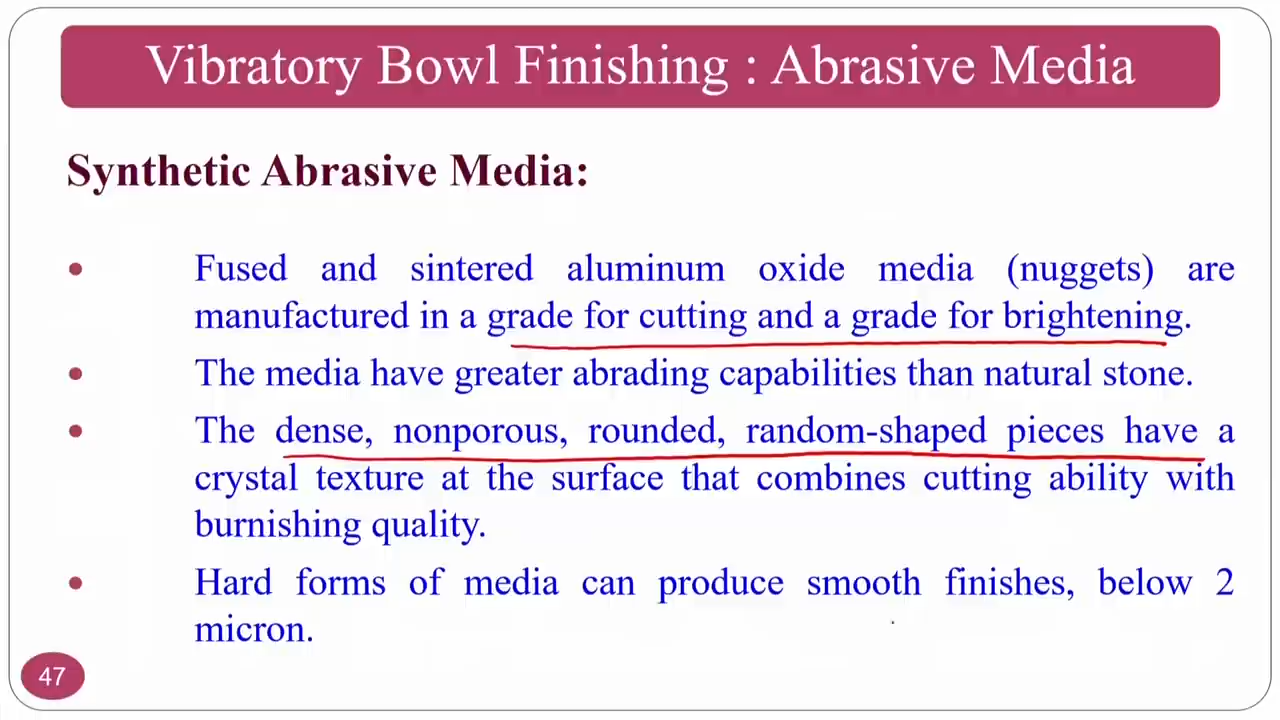 Vibratory Bowl Finishing : Abrasive Media
Synthetic Abrasive Media:
• Fused and sintered aluminum oxide media (nuggets) are
manufactured in a grade for cutting and a grade for brightening.
• The media have greater abrading capabilities than natural stone.
• The dense, nonporous, rounded, random-shaped pieces have a
crystal texture at the surface that combines cutting ability with
burnishing quality.
• Hard forms of media can produce smooth finishes, below 2
micron.
47